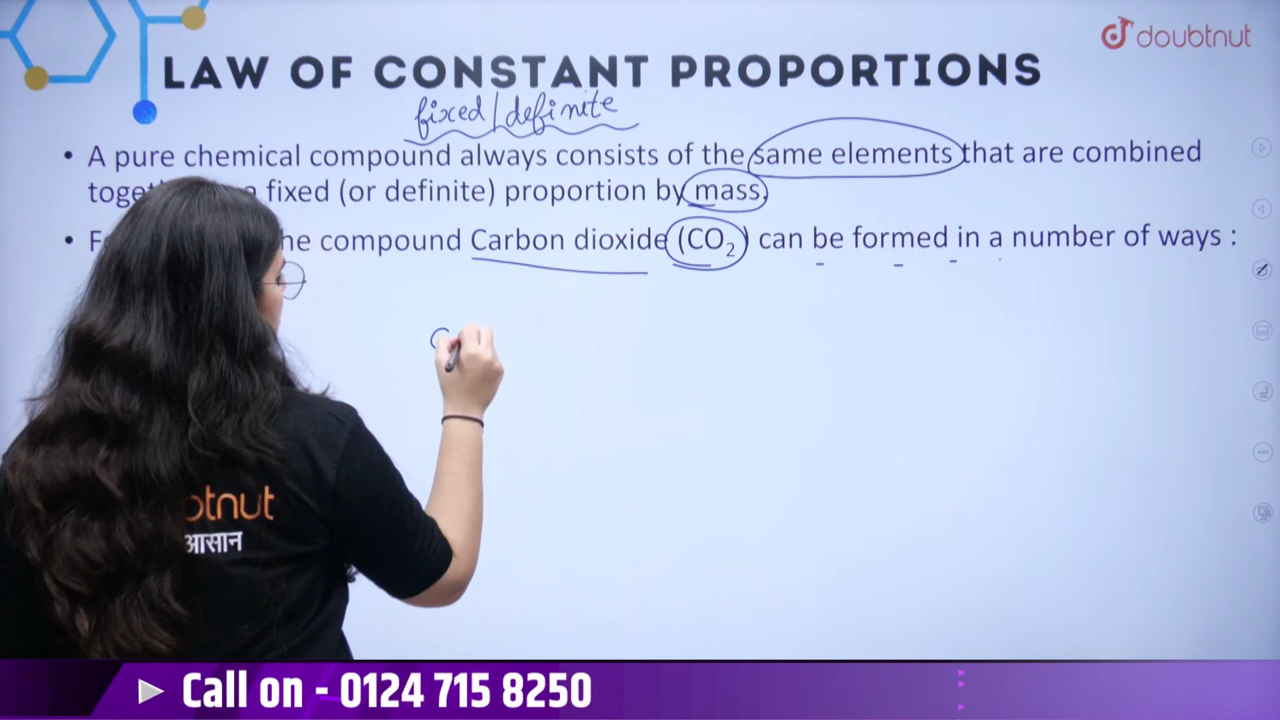 doubtnut
LAW OF CONSTANT PROPORTIONS
fixed/definite
• A pure chemical compound always consists of the same elements that are combined
fixed (or definite) proportion by mass.
• compound Carbon dioxide (CO₂) can be formed in a number of ways :
आसान
Call on - 0124 715 8250